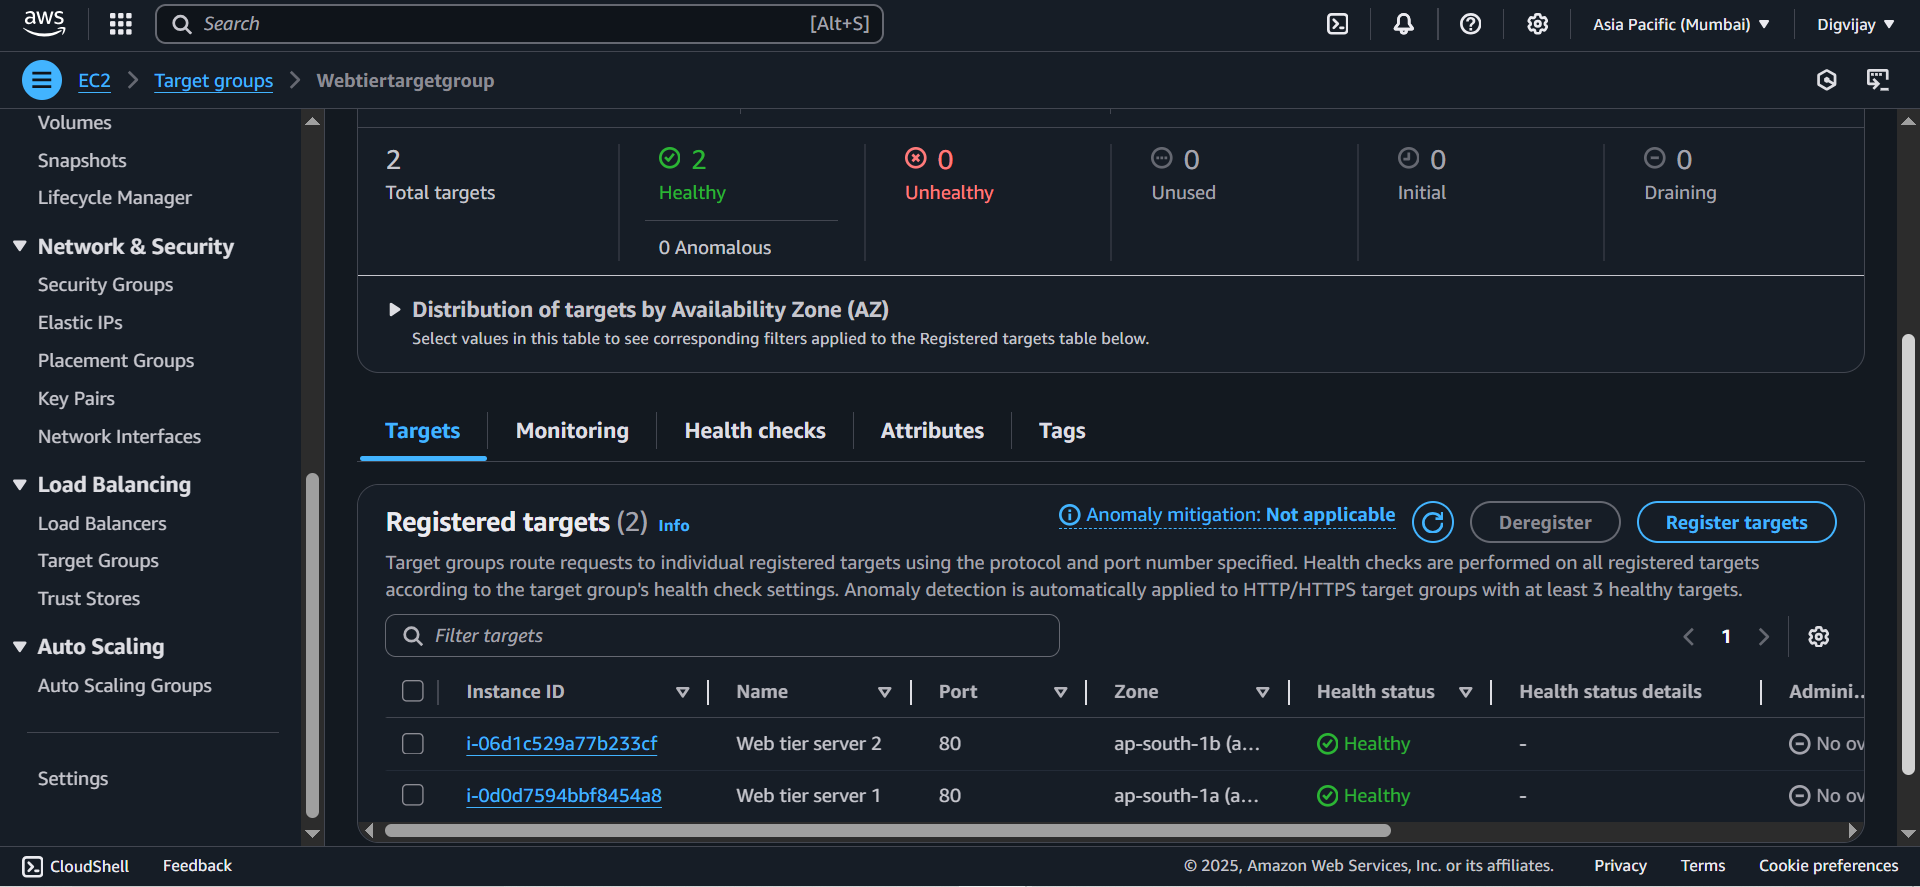 aws
Search [Alt+S]
Asia Pacific (Mumbai)
Digvijay
EC2 > Target groups > Webtiertargetgroup
Volumes
Snapshots
Lifecycle Manager
Network & Security
Security Groups
Elastic IPs
Placement Groups
Key Pairs
Network Interfaces
Load Balancing
Load Balancers
Target Groups
Trust Stores
Auto Scaling
Auto Scaling Groups
Settings
2
Total targets
2
Healthy
0 Anomalous
0
Unhealthy
0
Unused
0
Initial
0
Draining
Distribution of targets by Availability Zone (AZ)
Select values in this table to see corresponding filters applied to the Registered targets table below.
Targets Monitoring Health checks Attributes Tags
Registered targets (2) Info
Anomaly mitigation: Not applicable
Deregister
Register targets
Target groups route requests to individual registered targets using the protocol and port number specified. Health checks are performed on all registered targets
according to the target group's health check settings. Anomaly detection is automatically applied to HTTP/HTTPS target groups with at least 3 healthy targets.
Filter targets
1
Instance ID Name Port Zone Health status Health status details Admini...
i-06d1c529a77b233cf Web tier server 2 80 ap-south-1b (a... Healthy - No ov
i-0d0d7594bbf8454a8 Web tier server 1 80 ap-south-1a (a... Healthy - No ov
CloudShell Feedback © 2025, Amazon Web Services, Inc. or its affiliates. Privacy Terms Cookie preferences